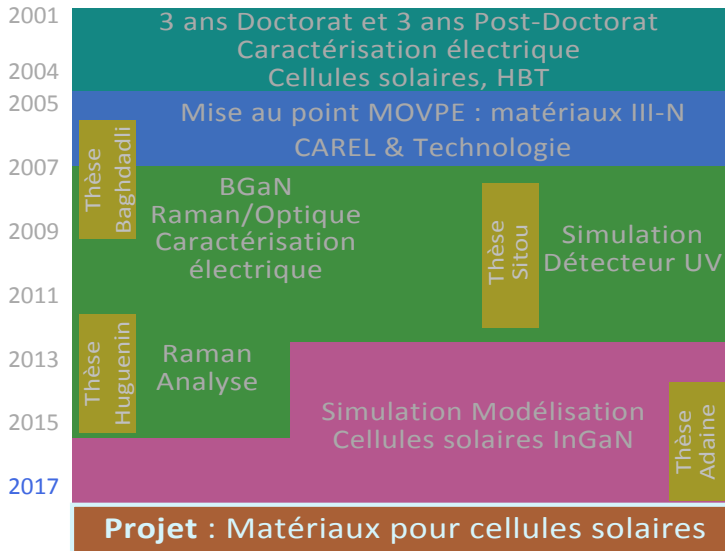 2001
3 ans Doctorat et 3 ans Post-Doctorat
Caractérisation électrique
2004
Cellules solaires, HBT
2005
Mise au point MOVPE : matériaux III-N
CAREL & Technologie
Thèse
Baghdadli
2007
BGaN
Raman/Optique
Caractérisation
électrique
2009
Thèse
Sitou
Simulation
Détecteur UV
2011
2013
Thèse
Huguenin
Raman
Analyse
2015
Simulation Modélisation
Cellules solaires InGaN
Thèse
Adaine
2017
Projet : Matériaux pour cellules solaires